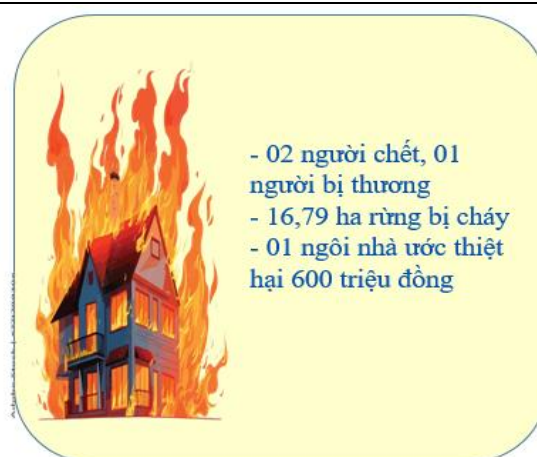 - 02 người chết, 01
người bị thương
- 16,79 ha rừng bị cháy
- 01 ngôi nhà ước thiệt
hại 600 triệu đồng